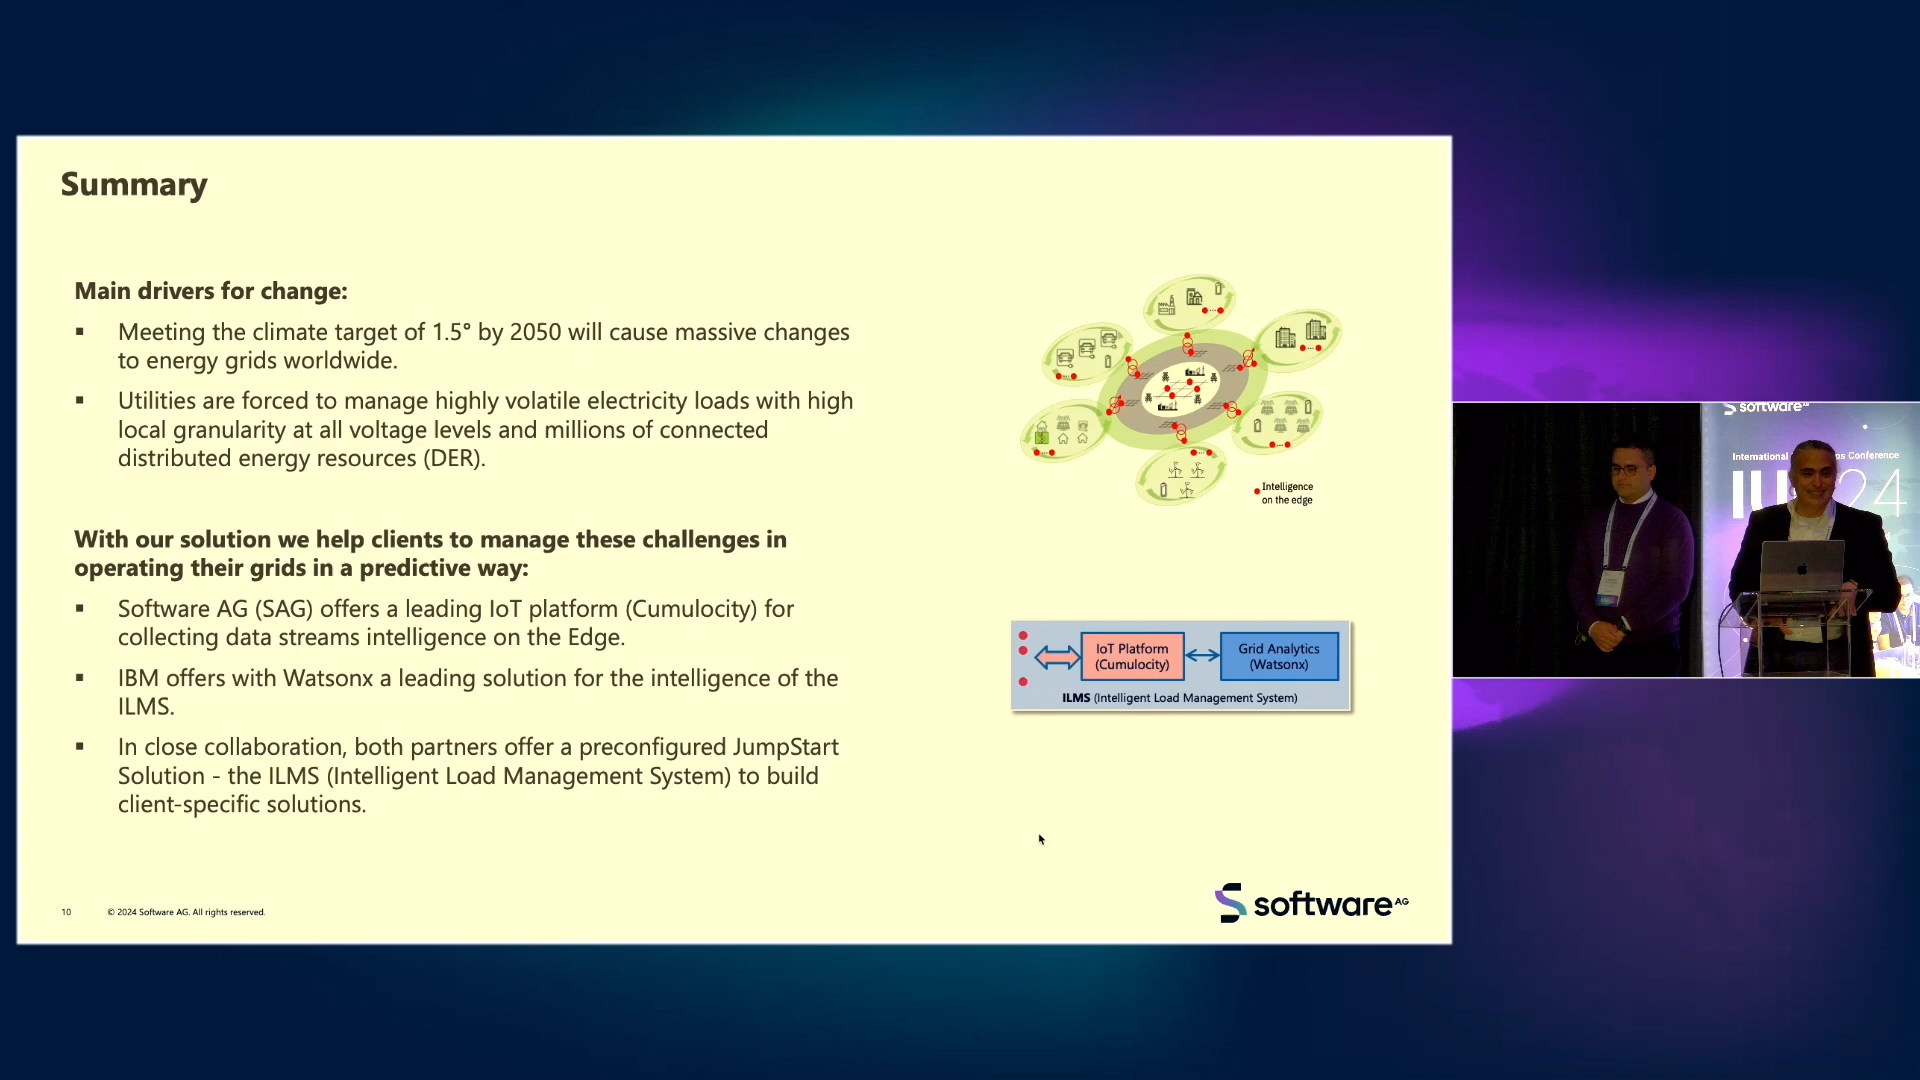 Summary
Main drivers for change:
▪ Meeting the climate target of 1.5° by 2050 will cause massive changes
to energy grids worldwide.
▪ Utilities are forced to manage highly volatile electricity loads with high
local granularity at all voltage levels and millions of connected
distributed energy resources (DER).
With our solution we help clients to manage these challenges in
operating their grids in a predictive way:
▪ Software AG (SAG) offers a leading IoT platform (Cumulocity) for
collecting data streams intelligence on the Edge.
▪ IBM offers with Watsonx a leading solution for the intelligence of the
ILMS.
▪ In close collaboration, both partners offer a preconfigured JumpStart
Solution - the ILMS (Intelligent Load Management System) to build
client-specific solutions.
Intelligence
on the edge
IoT Platform
(Cumulocity)
Grid Analytics
(Watsonx)
ILMS (Intelligent Load Management System)
10
© 2024 Software AG. All rights reserved.
software AG
software AG
International
Conference
IU
24